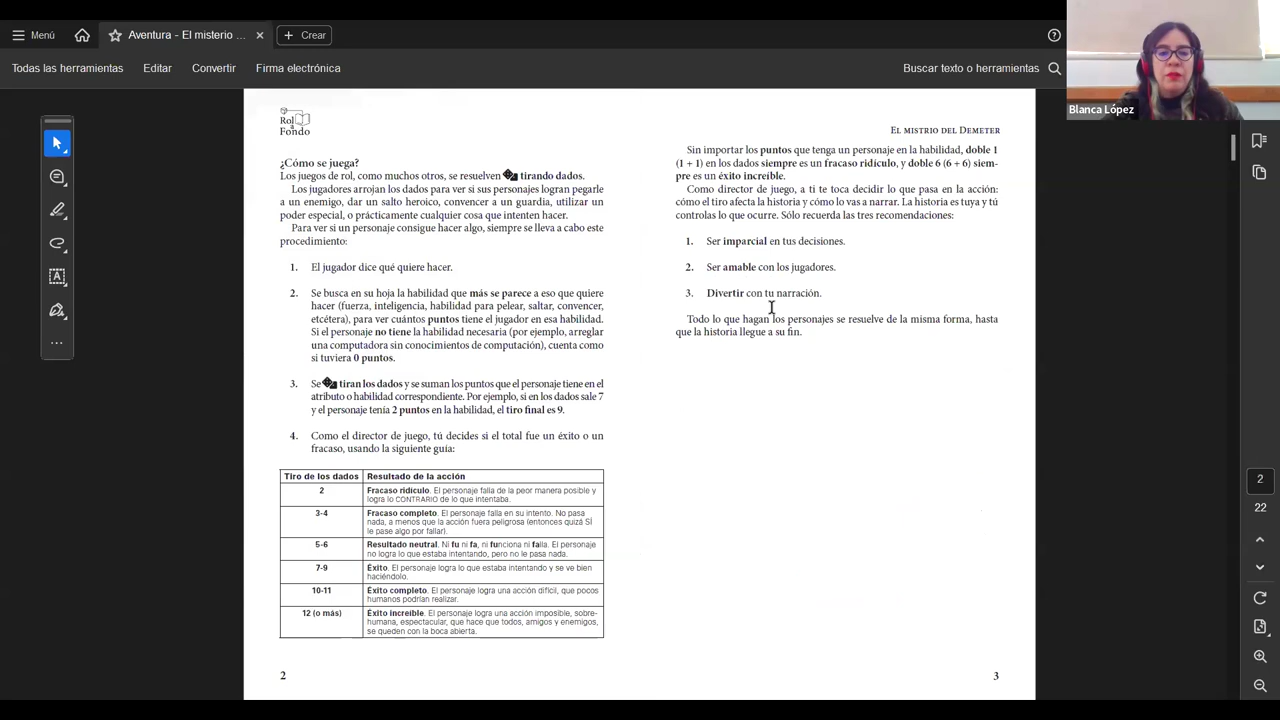 Menú
Aventura - El misterio ...
Crear
Todas las herramientas
Editar
Convertir
Firma electrónica
Buscar texto o herramientas
Blanca López
Rol
a
Fondo
¿Cómo se juega?
Los juegos de rol, como muchos otros, se resuelven tirando dados.
Los jugadores arrojan los dados para ver si sus personajes logran pegarle
a un enemigo, dar un salto heroico, convencer a un guardia, utilizar un
poder especial, o prácticamente cualquier cosa que intenten hacer.
Para ver si un personaje consigue hacer algo, siempre se lleva a cabo este
procedimiento:
1. El jugador dice qué quiere hacer.
2. Se busca en su hoja la habilidad que más se parece a eso que quiere
hacer (fuerza, inteligencia, habilidad para pelear, saltar, convencer,
etcétera), para ver cuántos puntos tiene el jugador en esa habilidad.
Si el personaje no tiene la habilidad necesaria (por ejemplo, arreglar
una computadora sin conocimientos de computación), cuenta como
si tuviera 0 puntos.
3. Se tiran los dados y se suman los puntos que el personaje tiene en el
atributo o habilidad correspondiente. Por ejemplo, si en los dados sale 7
y el personaje tenía 2 puntos en la habilidad, el tiro final es 9.
4. Como el director de juego, tú decides si el total fue un éxito o un
fracaso, usando la siguiente guía:
Tiro de los dados Resultado de la acción
2 Fracaso ridículo. El personaje falla de la peor manera posible y
logra lo CONTRARIO de lo que intentaba.
3-4 Fracaso completo. El personaje falla en su intento. No pasa
nada, a menos que la acción fuera peligrosa (entonces quizá SÍ
le pase algo por fallar).
5-6 Resultado neutral. Ni fu ni fa, ni funciona ni falla. El personaje
no logra lo que estaba intentando, pero no le pasa nada.
7-9 Éxito. El personaje logra lo que estaba intentando y se ve bien
haciéndolo.
10-11 Éxito completo. El personaje logra una acción difícil, que pocos
humanos podrían realizar.
12 (o más) Éxito increíble. El personaje logra una acción imposible, sobre-
humana, espectacular, que hace que todos, amigos y enemigos,
se queden con la boca abierta.
2
EL MISTRIO DEL DEMETER
Sin importar los puntos que tenga un personaje en la habilidad, doble 1
(1 + 1) en los dados siempre es un fracaso ridículo, y doble 6 (6 + 6) siem-
pre es un éxito increíble.
Como director de juego, a ti te toca decidir lo que pasa en la acción:
cómo el tiro afecta la historia y cómo lo vas a narrar. La historia es tuya y tú
controlas lo que ocurre. Sólo recuerda las tres recomendaciones:
1. Ser imparcial en tus decisiones.
2. Ser amable con los jugadores.
3. Divertir con tu narración.
Todo lo que hagan los personajes se resuelve de la misma forma, hasta
que la historia llegue a su fin.
3
2
22